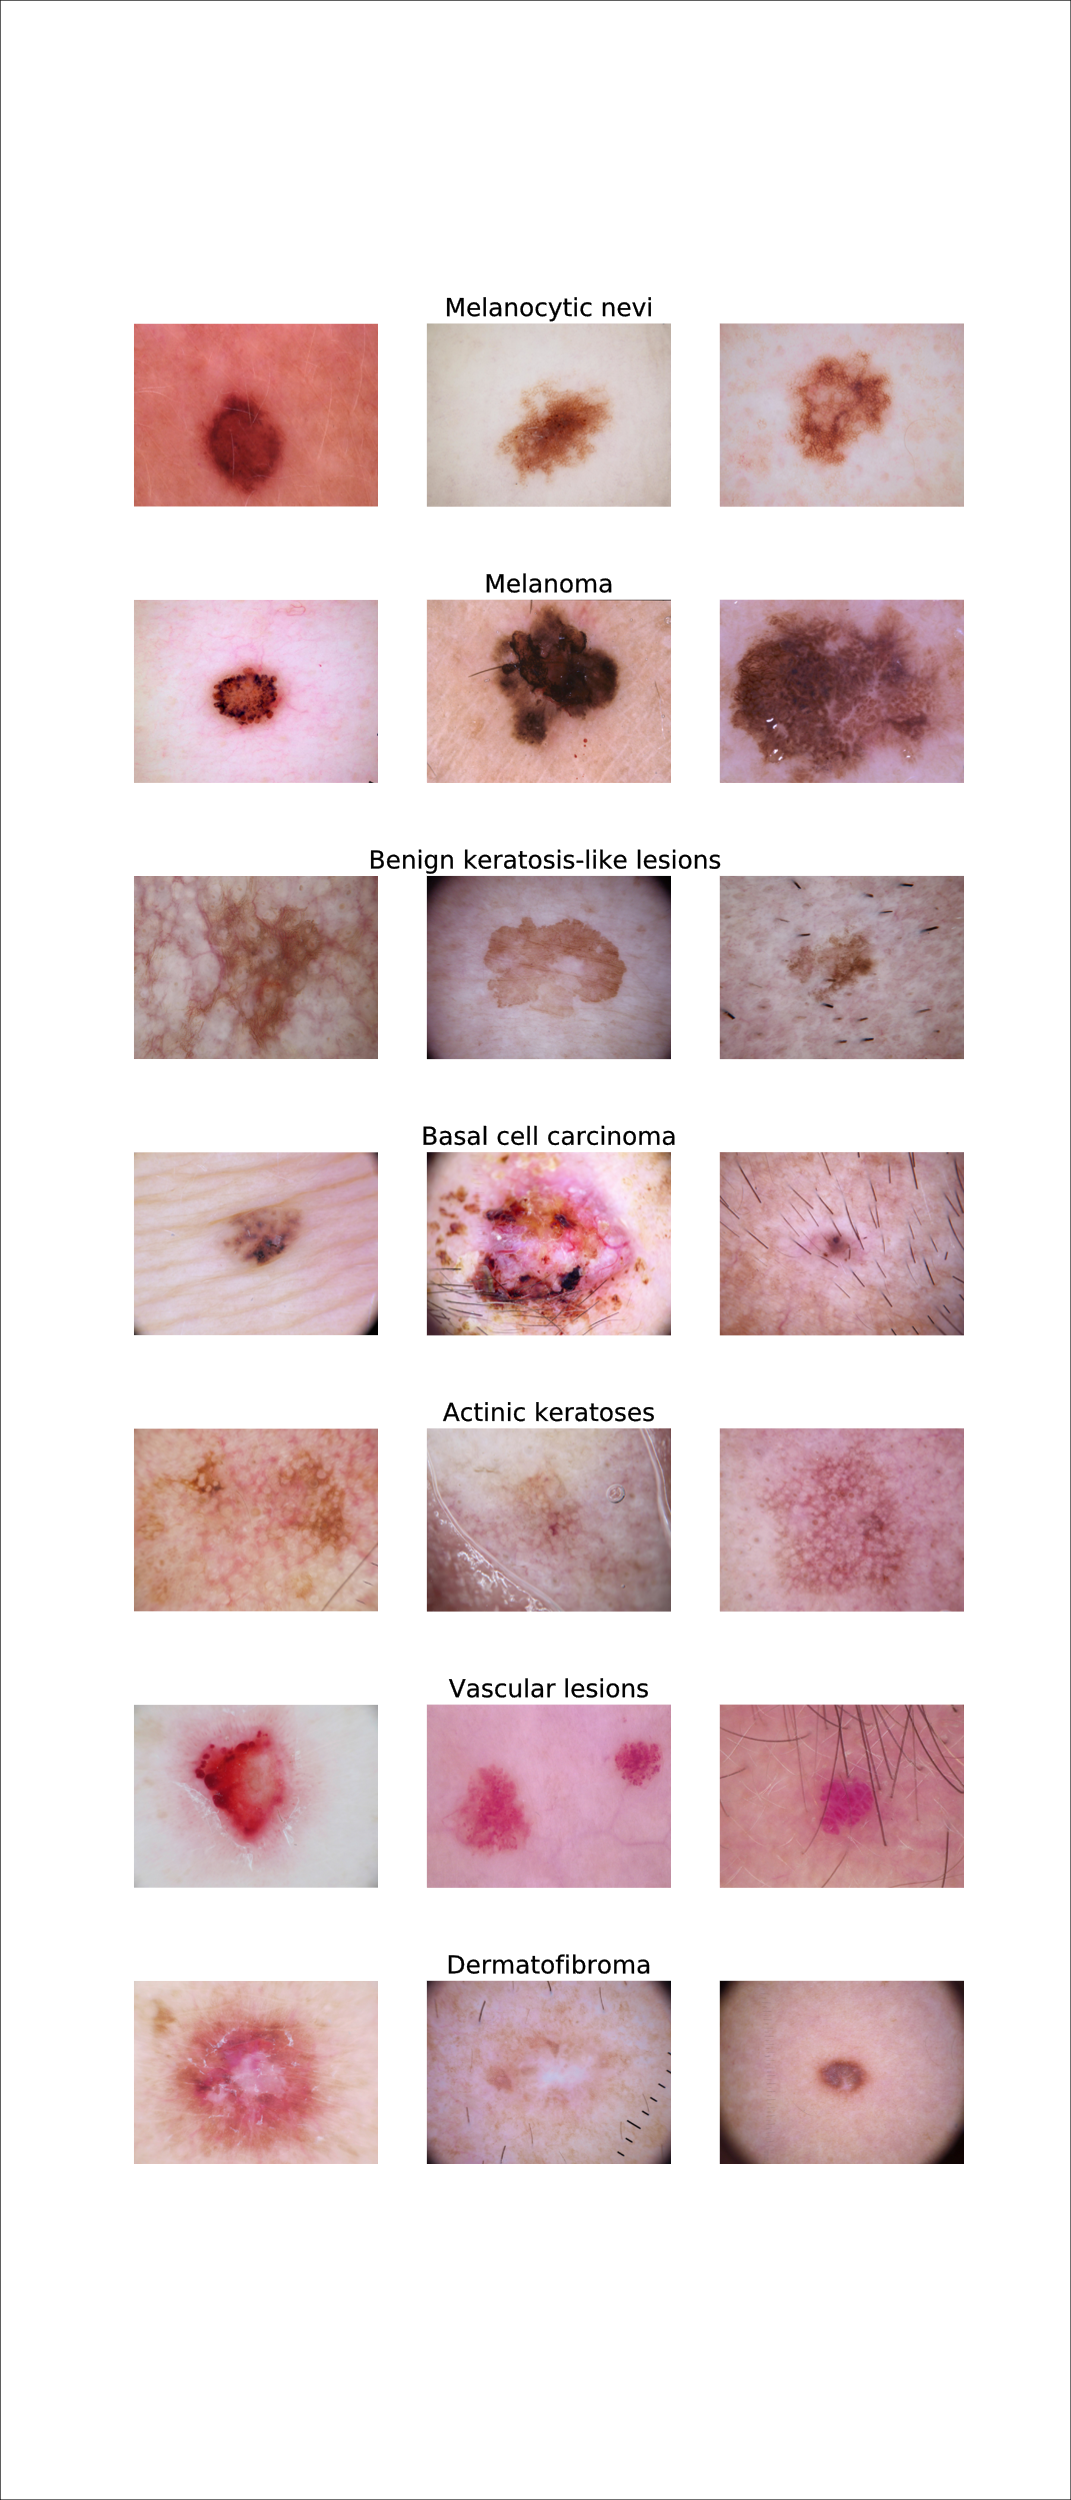 Melanocytic nevi
Melanoma
Benign keratosis-like lesions
Basal cell carcinoma
Actinic keratoses
Vascular lesions
Dermatofibroma